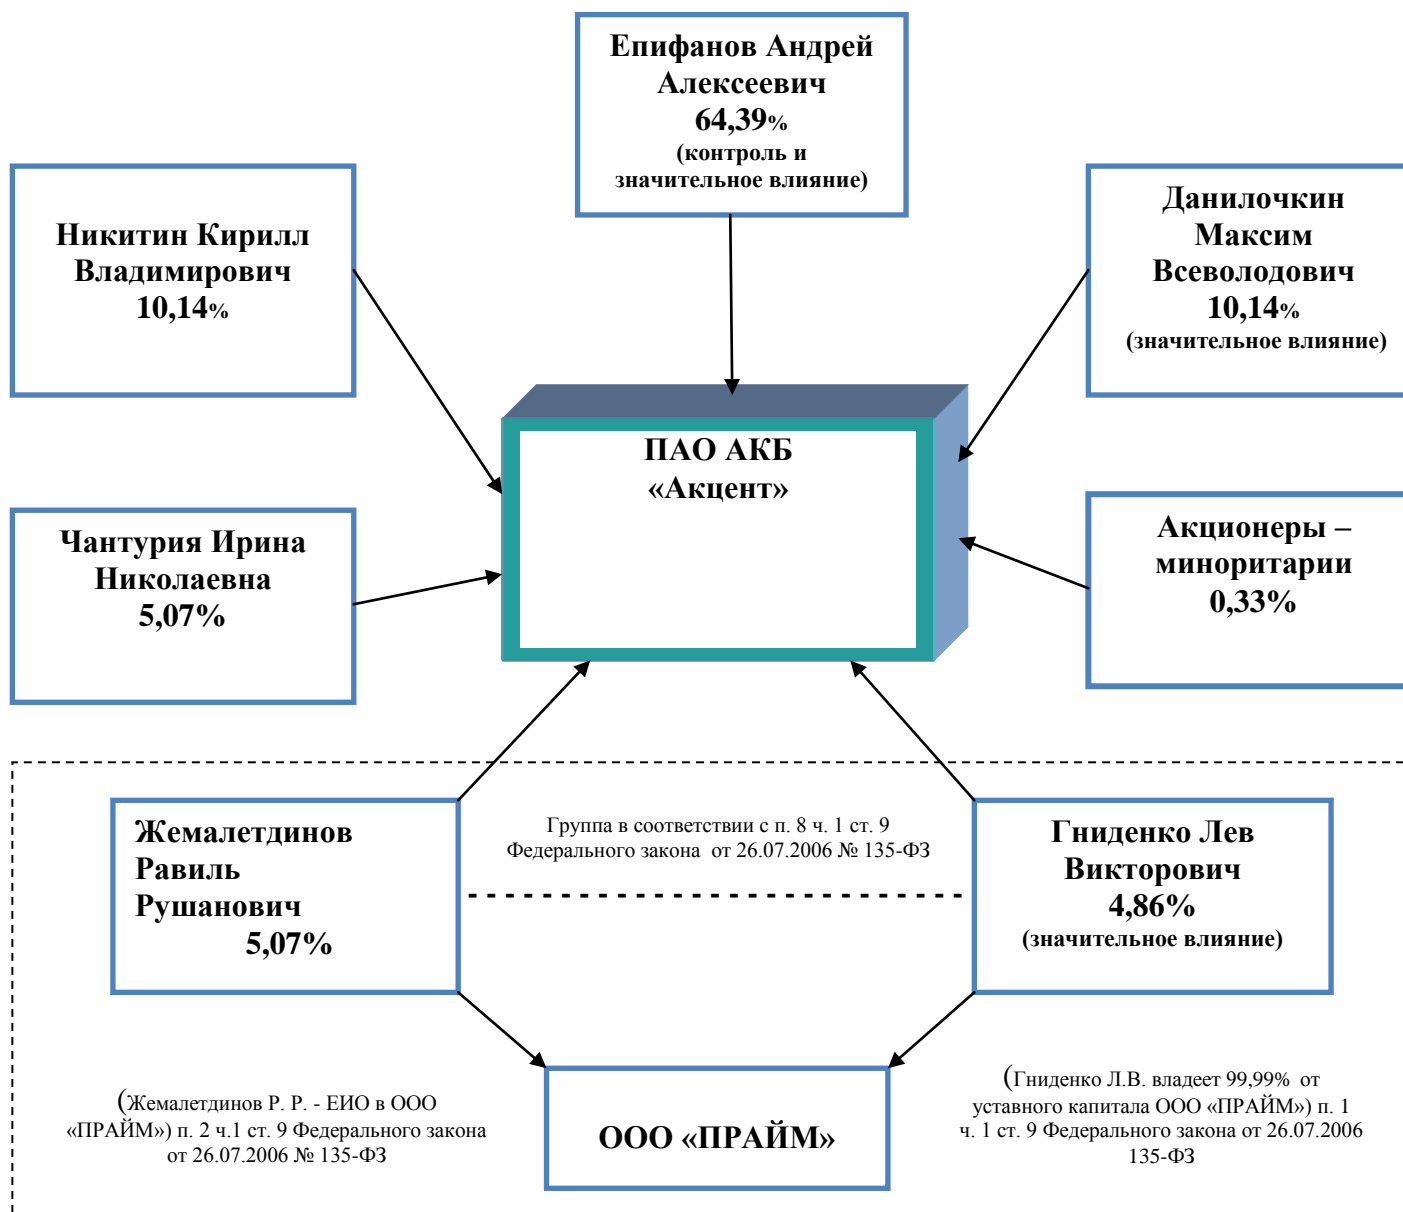 Епифанов Андрей
Алексеевич
64,39%
(контроль и
значительное влияние)
Никитин Кирилл
Владимирович
10,14%
Данилочкин
Максим
Всеволодович
10,14%
(значительное влияние)
ПАО АКБ
«Акцент»
Чантурия Ирина
Николаевна
5,07%
Акционеры –
миноритарии
0,33%
Жемалетдинов
Равиль
Рушанович
5,07%
Группа в соответствии с п. 8 ч. 1 ст. 9
Федерального закона от 26.07.2006 № 135-ФЗ
Гниденко Лев
Викторович
4,86%
(значительное влияние)
(Жемалетдинов Р. Р. - ЕИО в ООО
«ПРАЙМ») п. 2 ч.1 ст. 9 Федерального закона
от 26.07.2006 № 135-ФЗ
ООО «ПРАЙМ»
(Гниденко Л.В. владеет 99,99% от
уставного капитала ООО «ПРАЙМ») п. 1
ч. 1 ст. 9 Федерального закона от 26.07.2006
135-ФЗ